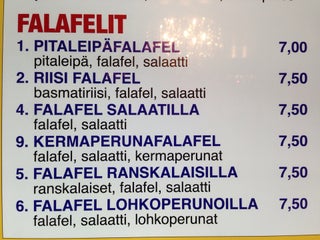 FALAFELIT
1. PITALEIPÄFALAFEL 7,00
pitaleipä, falafel, salaatti
2. RIISI FALAFEL 7,50
basmatiriisi, falafel, salaatti
4. FALAFEL SALAATILLA 7,50
falafel, salaatti
9. KERMAPERUNAFALAFEL 7,50
falafel, salaatti, kermaperunat
5. FALAFEL RANSKALAISILLA 7,50
ranskalaiset, falafel, salaatti
6. FALAFEL LOHKOPERUNOILLA 7,50
falafel, salaatti, lohkoperunat